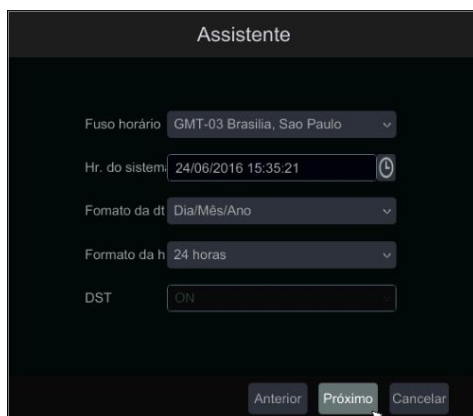 Assistente
Fuso horário GMT-03 Brasilia, Sao Paulo
Hr. do sistema 24/06/2016 15:35:21
Fomato da dt Dia/Mês/Ano
Formato da h 24 horas
DST ON
Anterior Próximo Cancelar